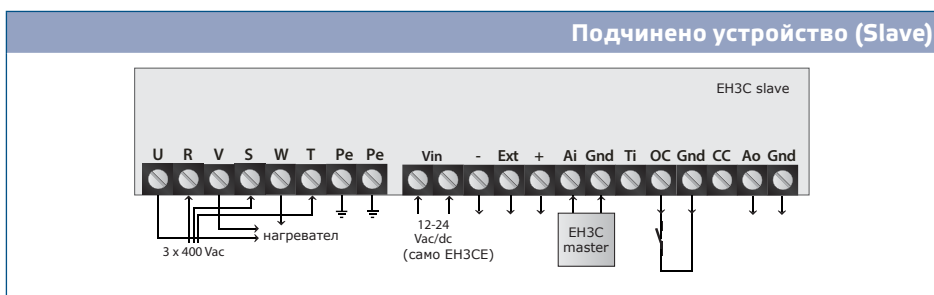 Подчинено устройство (Slave)
EH3C slave
U R V S W T Pe Pe Vin - Ext + Ai Gnd Ti OC Gnd CC Ao Gnd
нагревател
3 x 400 Vac
12-24
Vac/dc
(само EH3CE)
EH3C
master